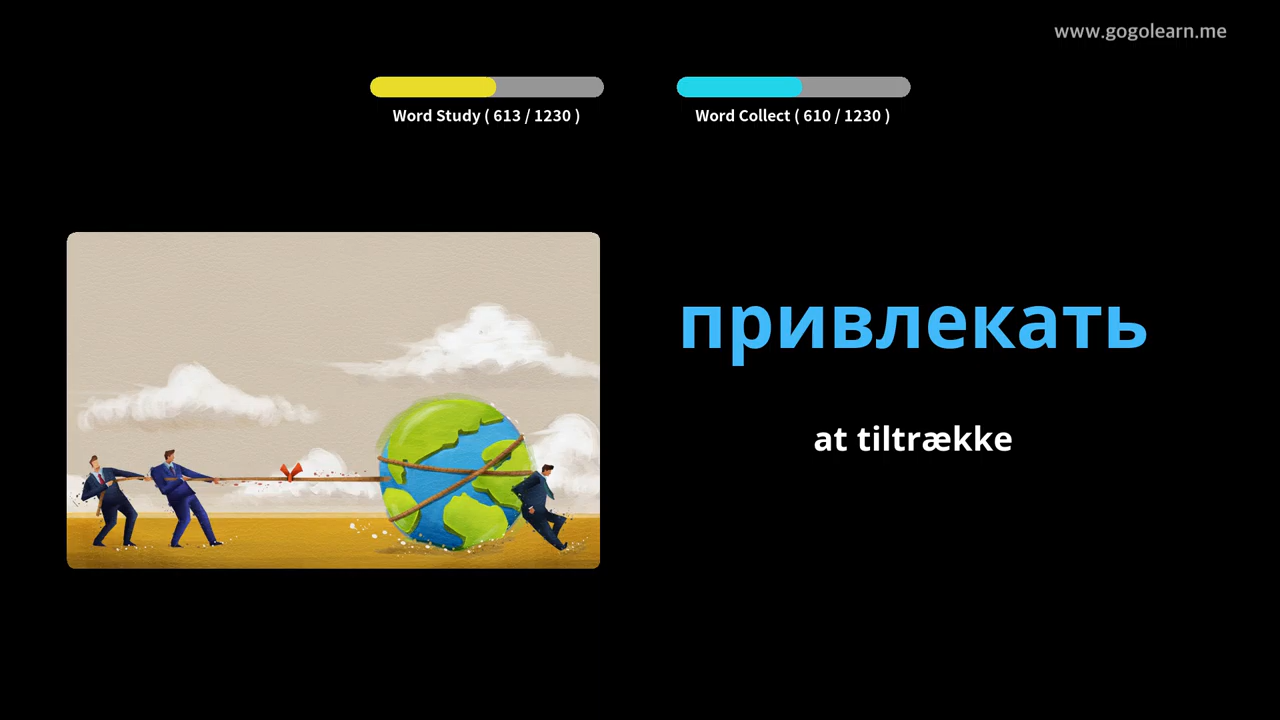 www.gogolearn.me
Word Study ( 613 / 1230 )
Word Collect ( 610 / 1230 )
привлекать
at tiltrække